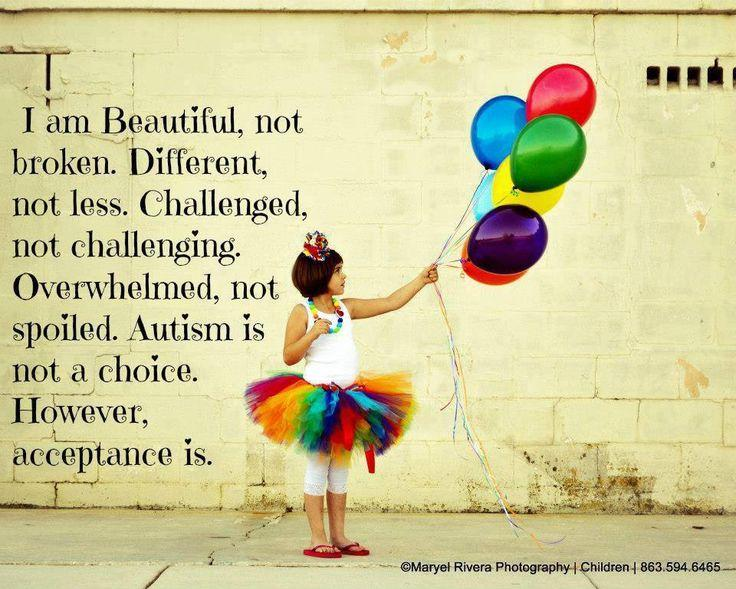 I am Beautiful, not
broken. Different,
not less. Challenged,
not challenging.
Overwhelmed, not
spoiled. Autism is
not a choice.
However,
acceptance is.
©Maryel Rivera Photography | Children | 863.594.6465